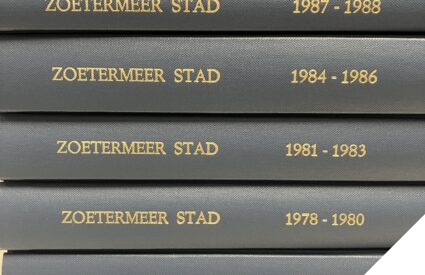 ZOETERMEER STAD 1987 - 1988
ZOETERMEER STAD 1984 - 1986
ZOETERMEER STAD 1981 - 1983
ZOETERMEER STAD 1978 - 1980